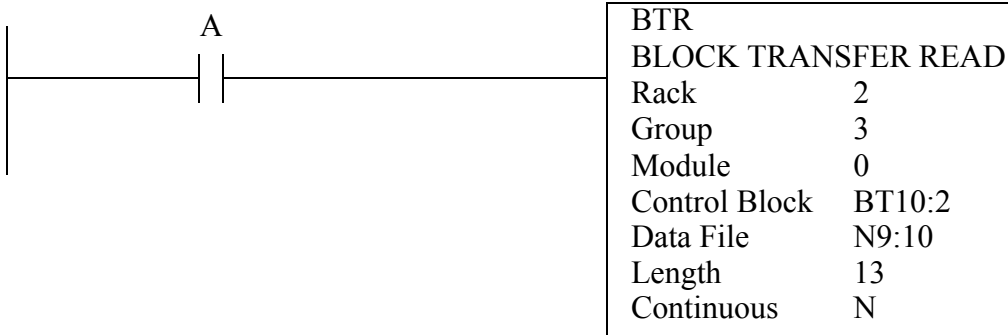 A
BTR
BLOCK TRANSFER READ
Rack 2
Group 3
Module 0
Control Block BT10:2
Data File N9:10
Length 13
Continuous N